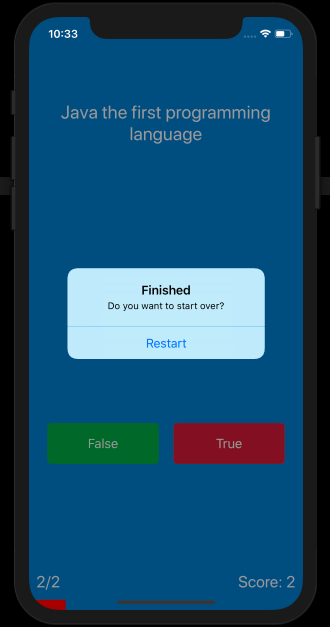 10:33
Java the first programming
language
Finished
Do you want to start over?
Restart
False
True
2/2
Score: 2